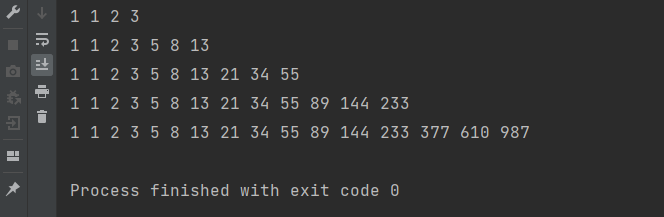 1 1 2 3
1 1 2 3 5 8 13
1 1 2 3 5 8 13 21 34 55
1 1 2 3 5 8 13 21 34 55 89 144 233
1 1 2 3 5 8 13 21 34 55 89 144 233 377 610 987
Process finished with exit code 0